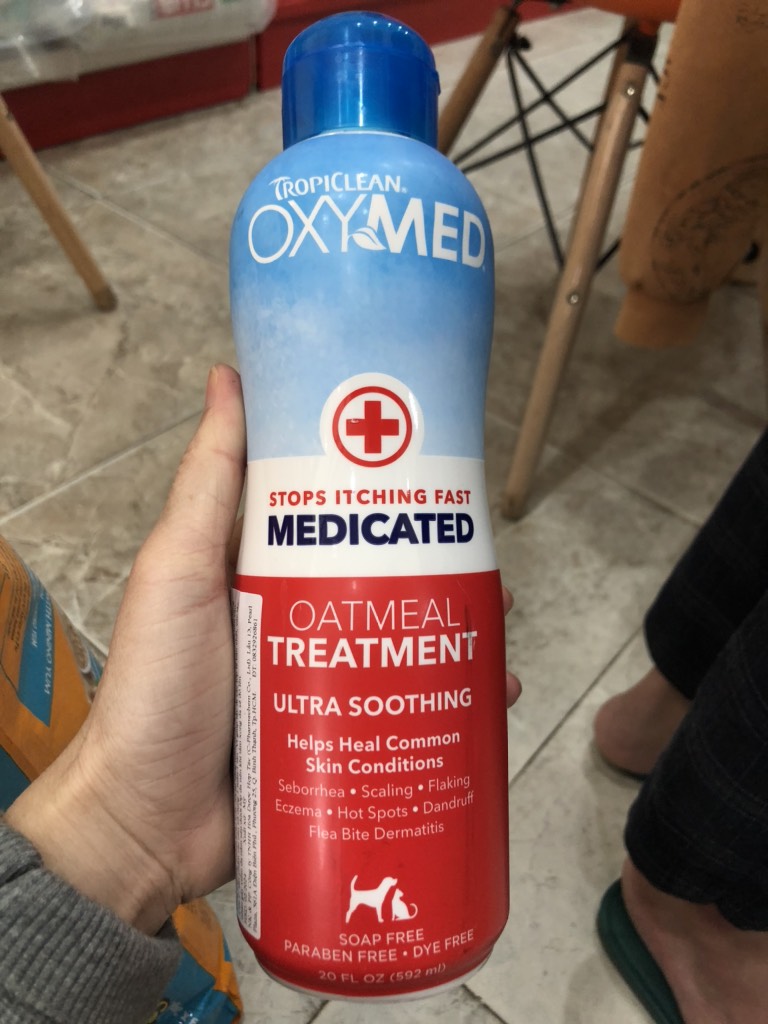 TROPICLEAN®
OXYMED®
STOPS ITCHING FAST
MEDICATED
OATMEAL
TREATMENT
ULTRA SOOTHING
Helps Heal Common
Skin Conditions
Seborrhea • Scaling • Flaking
Eczema • Hot Spots • Dandruff
Flea Bite Dermatitis
SOAP FREE
PARABEN FREE • DYE FREE
20 FL OZ (592 ml)